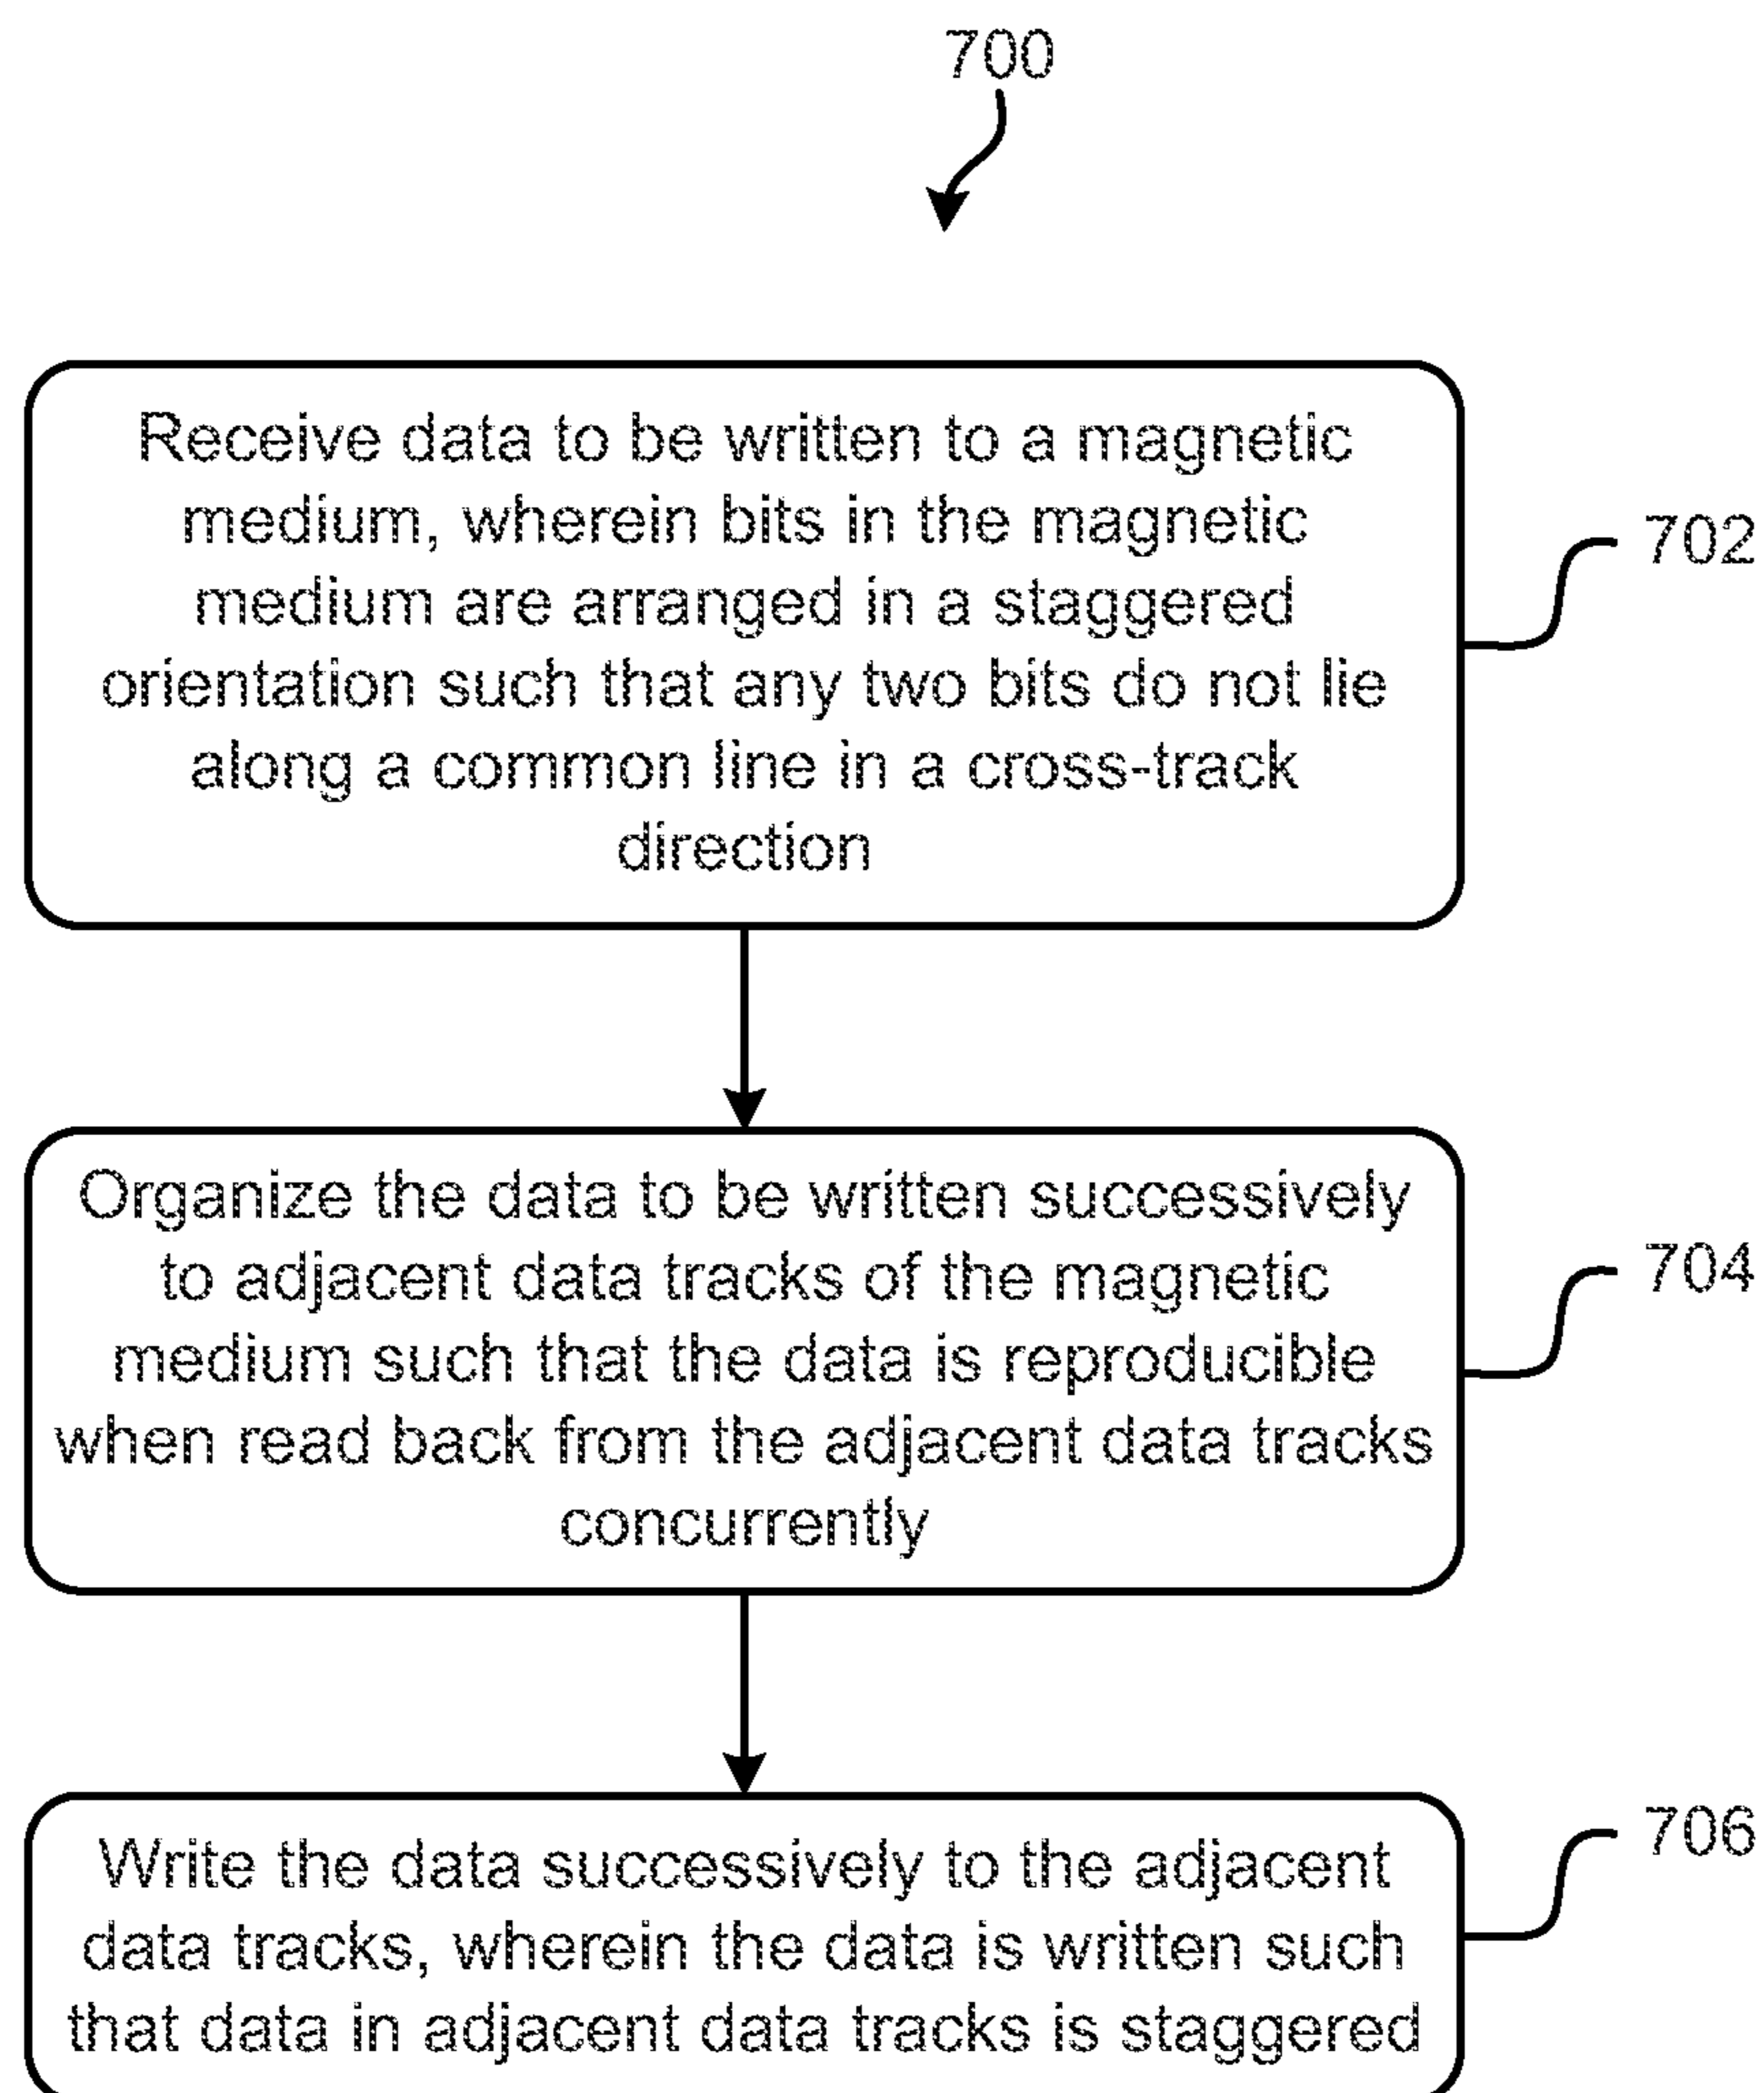 700
Receive data to be written to a magnetic
medium, wherein bits in the magnetic
medium are arranged in a staggered
orientation such that any two bits do not lie
along a common line in a cross-track
direction
702
Organize the data to be written successively
to adjacent data tracks of the magnetic
medium such that the data is reproducible
when read back from the adjacent data tracks
concurrently
704
Write the data successively to the adjacent
data tracks, wherein the data is written such
that data in adjacent data tracks is staggered
706